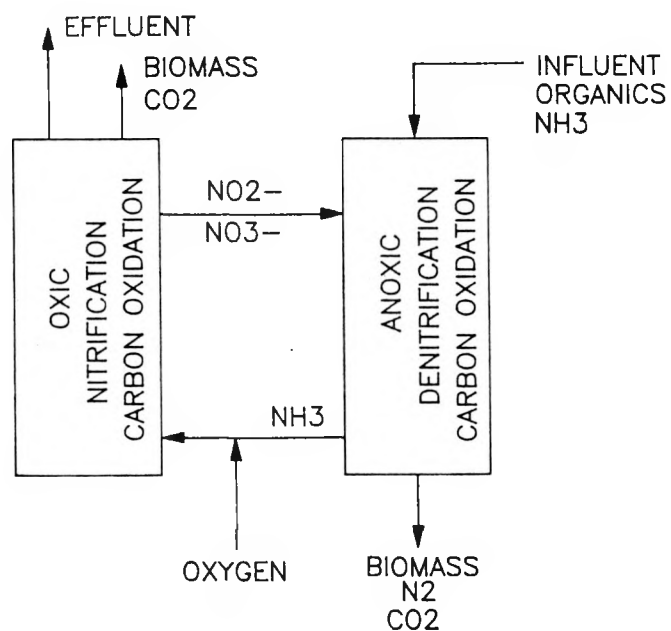 EFFLUENT
BIOMASS
CO2
INFLUENT
ORGANICS
NH3
OXIC
NITRIFICATION
CARBON OXIDATION
NO2-
NO3-
ANOXIC
DENITRIFICATION
CARBON OXIDATION
NH3
OXYGEN
BIOMASS
N2
CO2